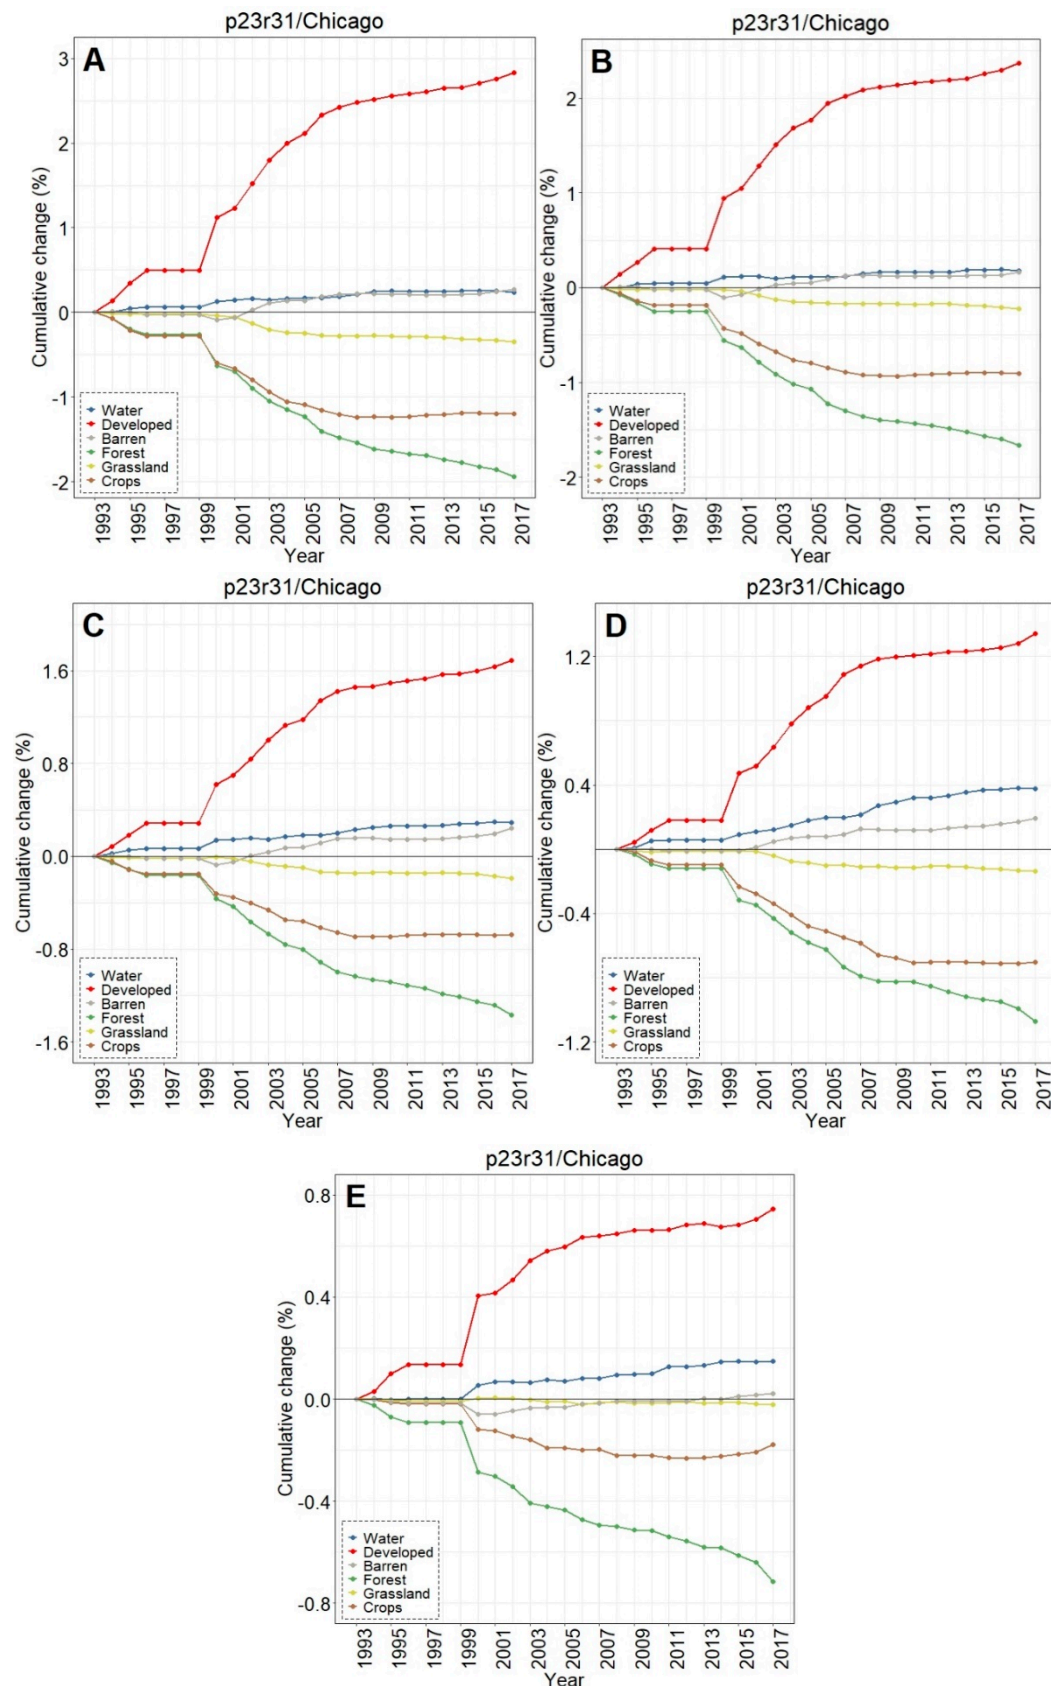 p23r31/Chicago
A
3
2
1
0
-1
-2
Cumulative change (%)
Water
Developed
Barren
Forest
Grassland
Crops
1993
1995
1997
1999
2001
2003
2005
2007
2009
2011
2013
2015
2017
Year
p23r31/Chicago
B
2
1
0
-1
-2
Cumulative change (%)
Water
Developed
Barren
Forest
Grassland
Crops
1993
1995
1997
1999
2001
2003
2005
2007
2009
2011
2013
2015
2017
Year
p23r31/Chicago
C
1.6
0.8
0.0
-0.8
-1.6
Cumulative change (%)
Water
Developed
Barren
Forest
Grassland
Crops
1993
1995
1997
1999
2001
2003
2005
2007
2009
2011
2013
2015
2017
Year
p23r31/Chicago
D
1.2
0.4
-0.4
-1.2
Cumulative change (%)
Water
Developed
Barren
Forest
Grassland
Crops
1993
1995
1997
1999
2001
2003
2005
2007
2009
2011
2013
2015
2017
Year
p23r31/Chicago
E
0.8
0.4
0.0
-0.4
-0.8
Cumulative change (%)
Water
Developed
Barren
Forest
Grassland
Crops
1993
1995
1997
1999
2001
2003
2005
2007
2009
2011
2013
2015
2017
Year